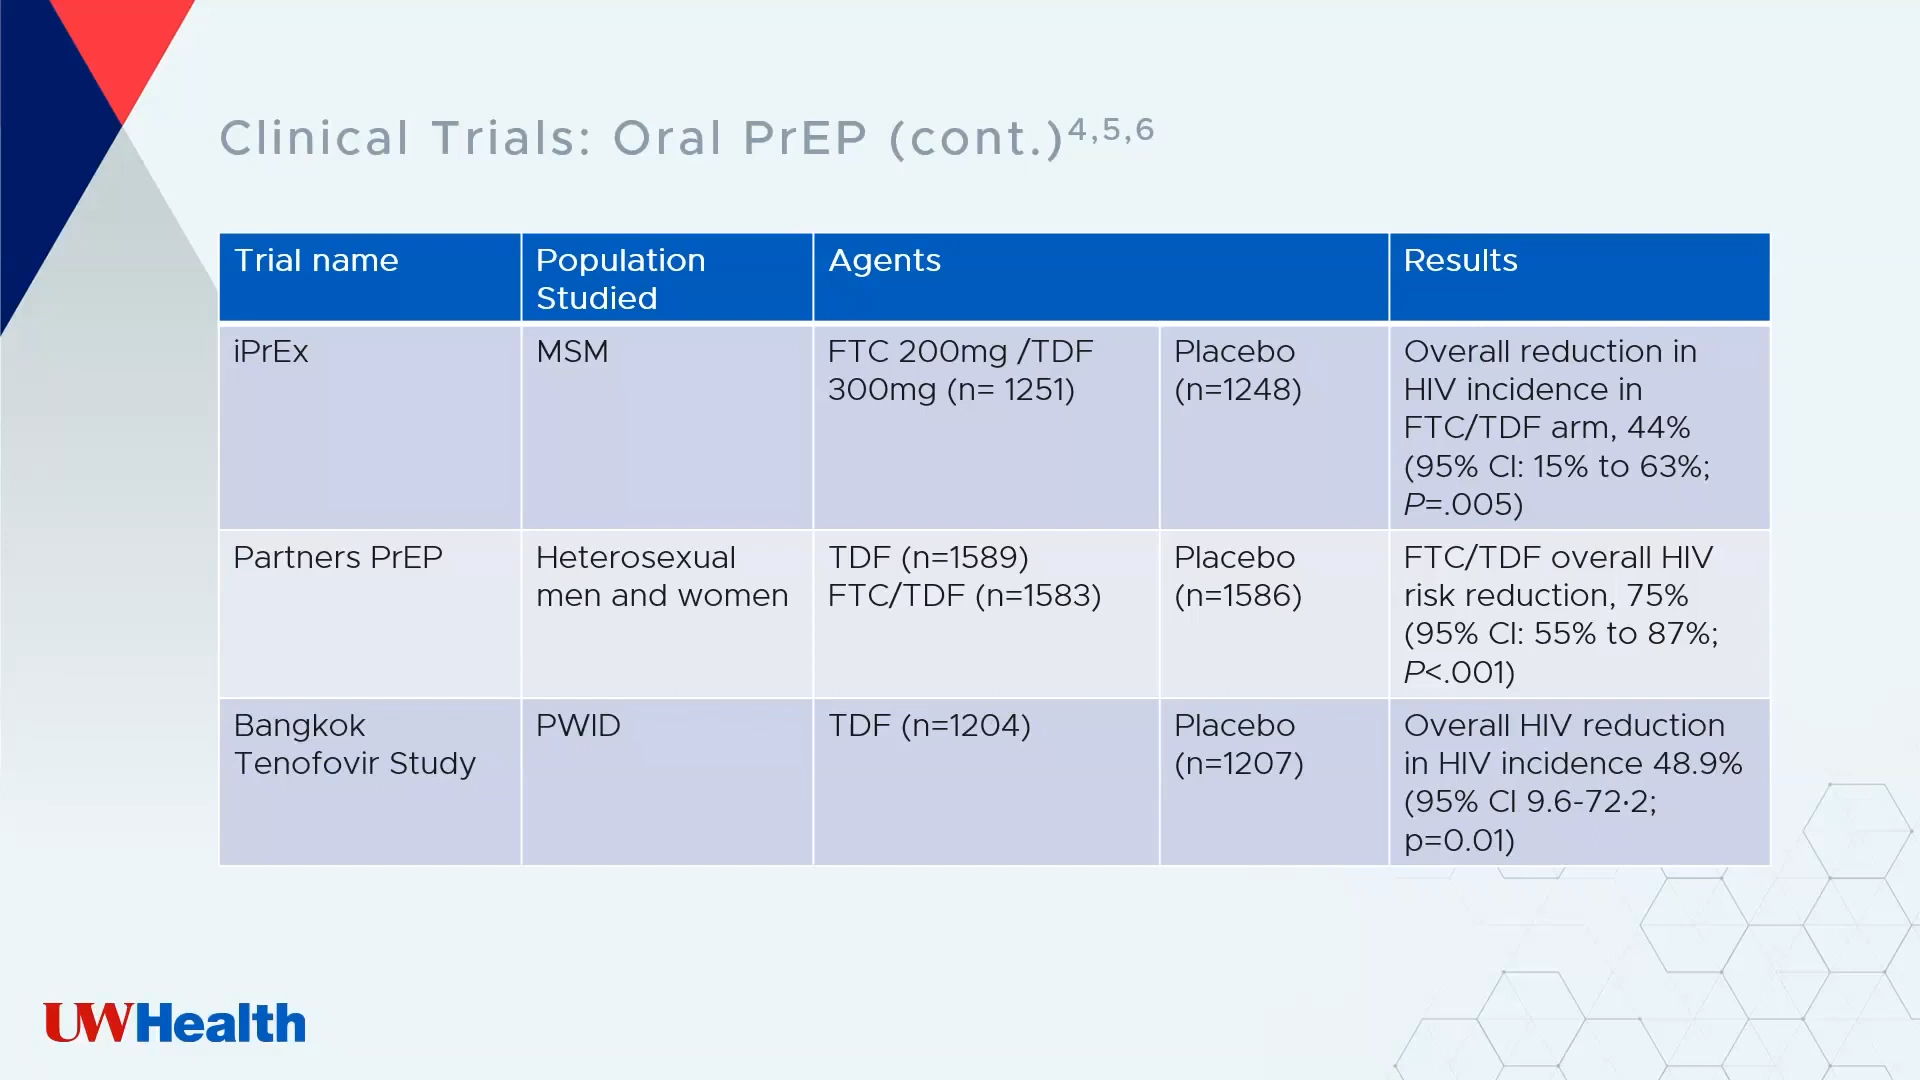 Clinical Trials: Oral PrEP (cont.)4,5,6
Trial name
Population
Studied
Agents
Results
iPrEx
MSM
FTC 200mg /TDF
300mg (n= 1251)
Placebo
(n=1248)
Overall reduction in
HIV incidence in
FTC/TDF arm, 44%
(95% CI: 15% to 63%;
P=.005)
Partners PrEP
Heterosexual
men and women
TDF (n=1589)
FTC/TDF (n=1583)
Placebo
(n=1586)
FTC/TDF overall HIV
risk reduction, 75%
(95% CI: 55% to 87%;
P<.001)
Bangkok
Tenofovir Study
PWID
TDF (n=1204)
Placebo
(n=1207)
Overall HIV reduction
in HIV incidence 48.9%
(95% CI 9.6-72·2;
p=0.01)
UWHealth